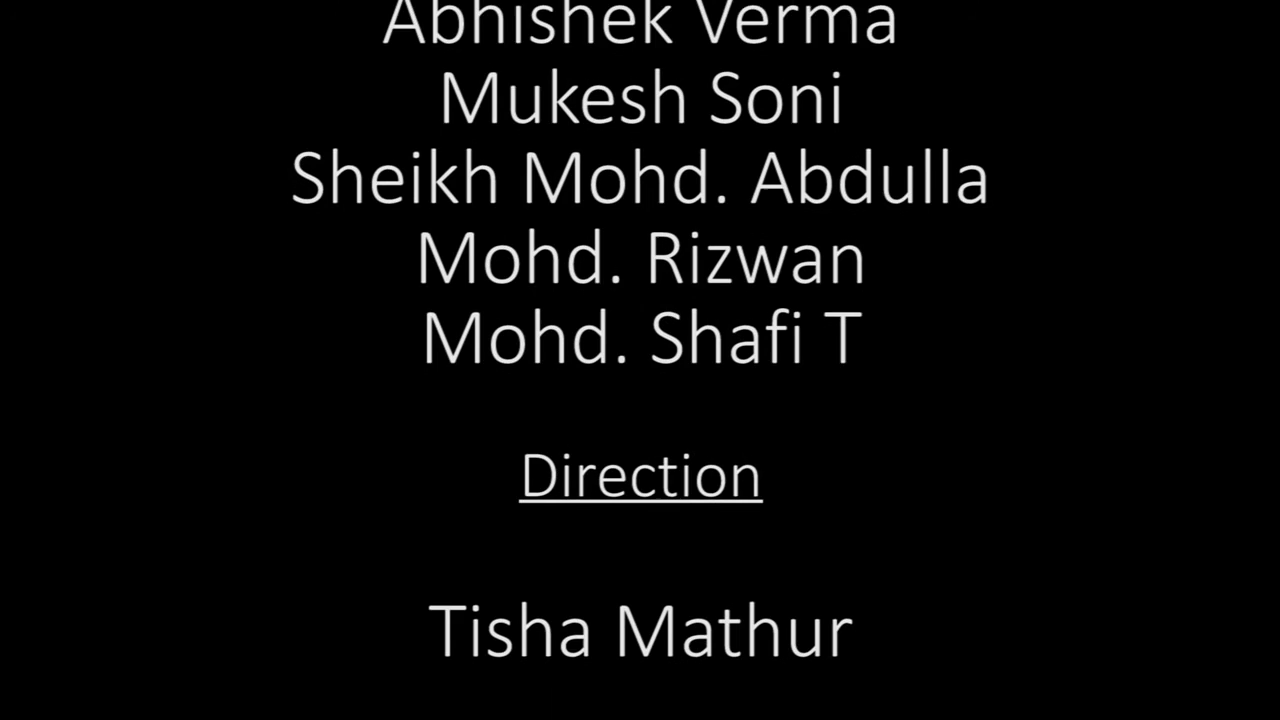 Abhishek Verma
Mukesh Soni
Sheikh Mohd. Abdulla
Mohd. Rizwan
Mohd. Shafi T
Direction
Tisha Mathur